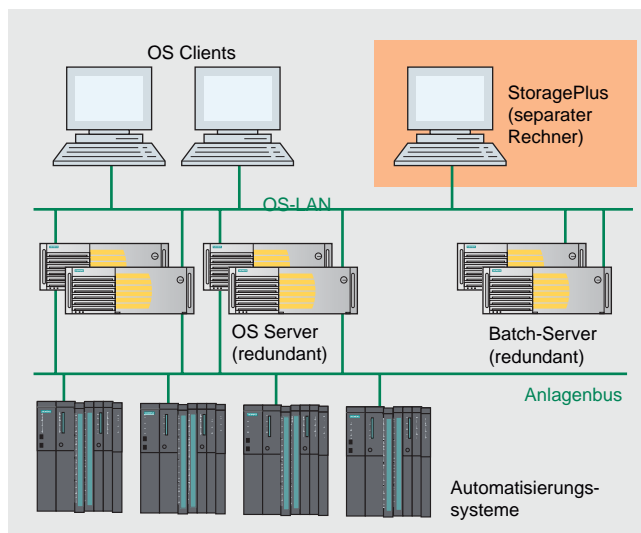 OS Clients
StoragePlus
(separater
Rechner)
OS-LAN
OS Server
(redundant)
Batch-Server
(redundant)
Anlagenbus
Automatisierungs-
systeme